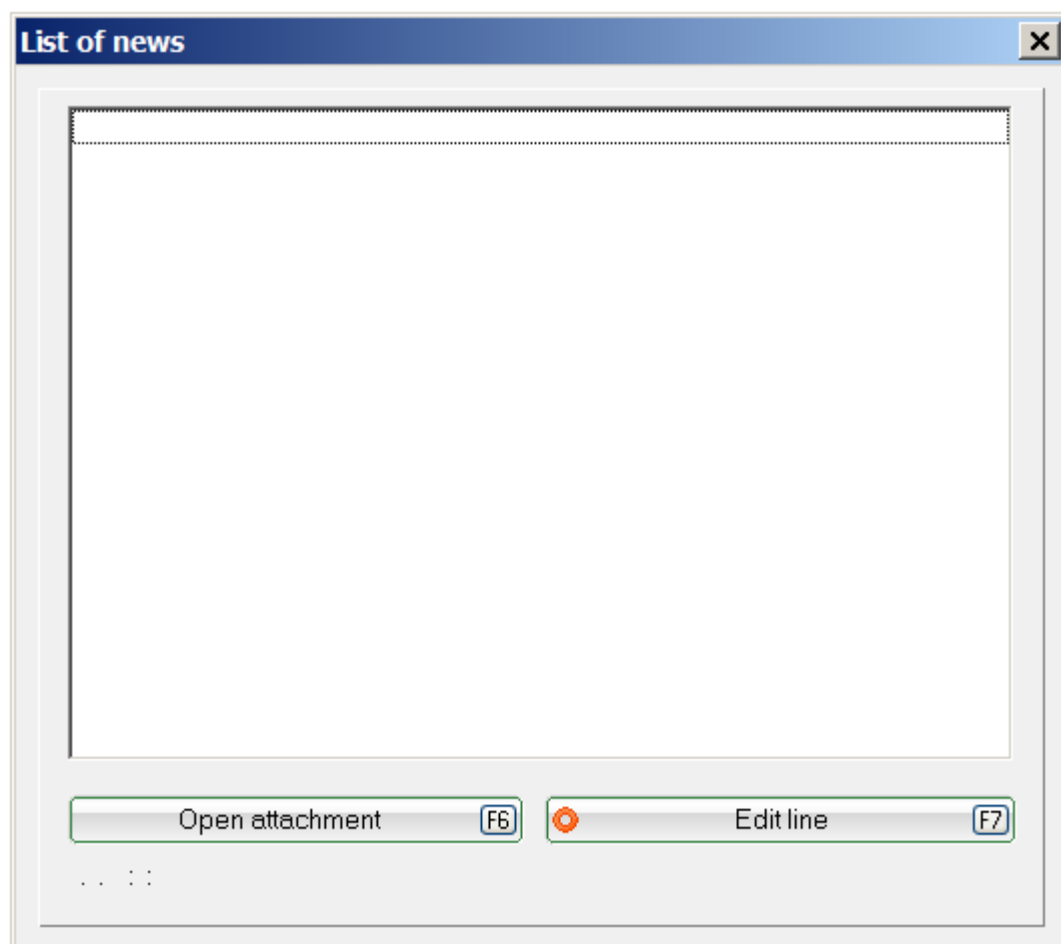 List of news
Open attachment F6
Edit line F7
. . : :